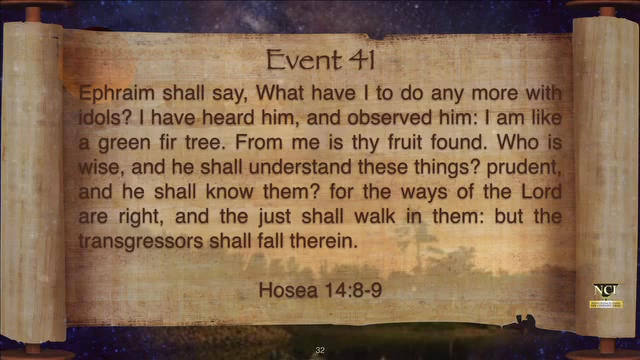 Event 41
Ephraim shall say, What have I to do any more with
idols? I have heard him, and observed him: I am like
a green fir tree. From me is thy fruit found. Who is
wise, and he shall understand these things? prudent,
and he shall know them? for the ways of the Lord
are right, and the just shall walk in them: but the
transgressors shall fall therein.
Hosea 14:8-9
NCI
32